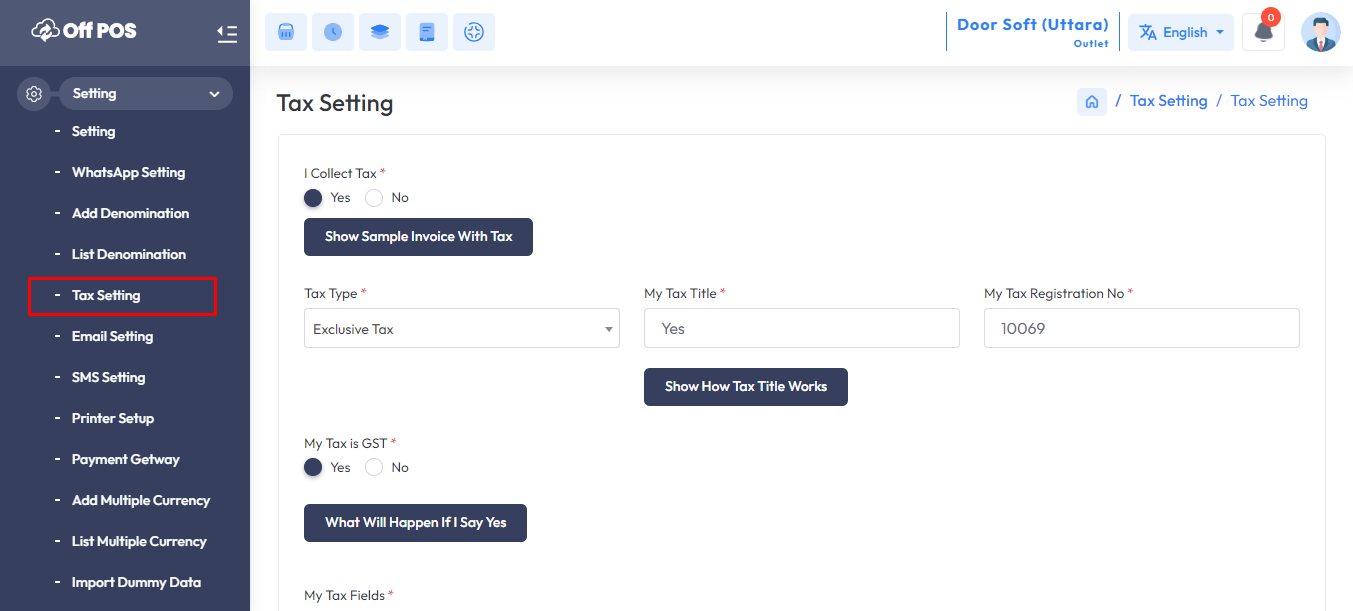 Off POS
Door Soft (Uttara)
Outlet
English
0
Setting
- Setting
- WhatsApp Setting
- Add Denomination
- List Denomination
- Tax Setting
- Email Setting
- SMS Setting
- Printer Setup
- Payment Getway
- Add Multiple Currency
- List Multiple Currency
- Import Dummy Data
Tax Setting
/ Tax Setting / Tax Setting
I Collect Tax *
Yes No
Show Sample Invoice With Tax
Tax Type * My Tax Title * My Tax Registration No *
Exclusive Tax Yes 10069
Show How Tax Title Works
My Tax is GST *
Yes No
What Will Happen If I Say Yes
My Tax Fields *